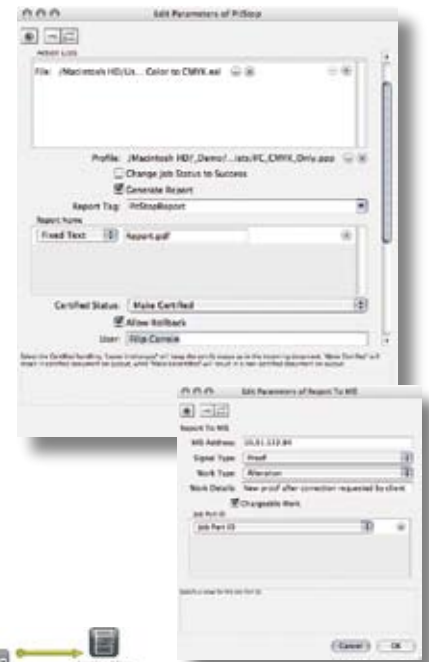 Edit Parameters of PitStop
Action Lists
File: /Macintosh HD/Us... Color to CMYK.eal
Profile: /Macintosh HD/_Demo/...ists/FC_CMYK_Only.ppp
Change Job Status to Success
Generate Report
Report Tag: PitStopReport
Report Name
Fixed Text Report.pdf
Certified Status: Make Certified
Allow Rollback
User: Filip Cornelis
Edit Parameters of Report To MIS
Report To MIS
MIS Address:
Signal Type: Proof
Work Type: Alteration
Work Details: New proof after correction requested by client
Chargeable Work
Job Part ID
Job Part ID
Cancel OK